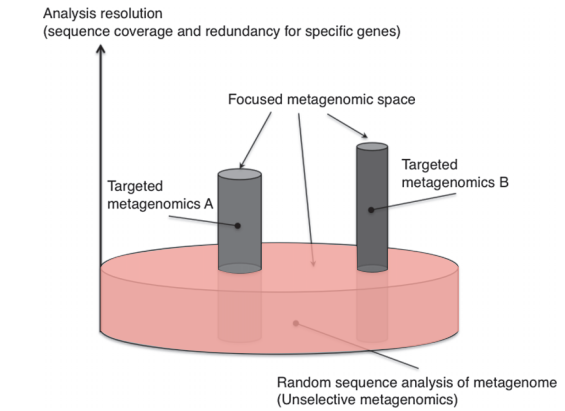 Analysis resolution
(sequence coverage and redundancy for specific genes)
Focused metagenomic space
Targeted
metagenomics A
Targeted
metagenomics B
Random sequence analysis of metagenome
(Unselective metagenomics)